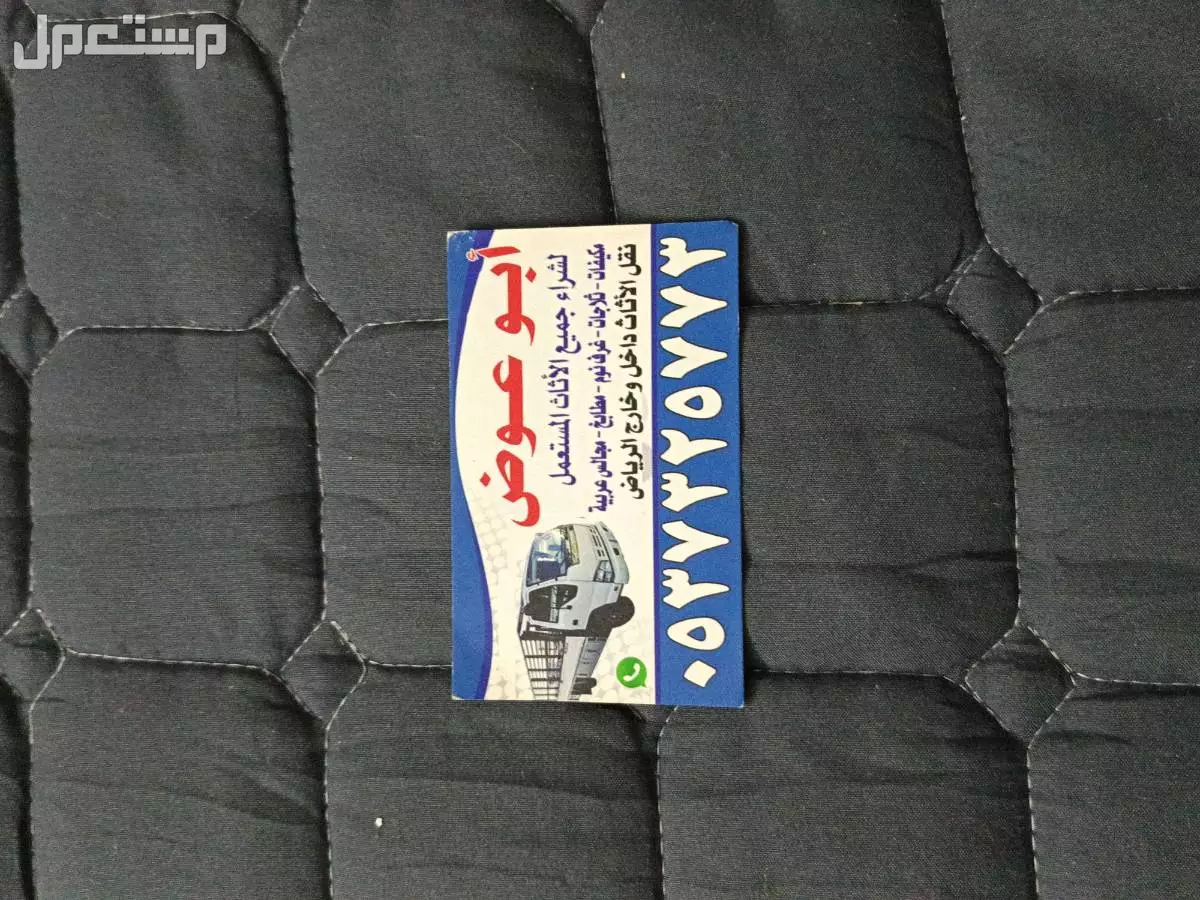 مستعمل
أبو عوض
لشراء جميع الأثاث المستعمل
مكيفات - ثلاجات - غرف نوم - مطابخ - مجالس عربية
نقل الأثاث داخل وخارج الرياض
٠٥٣٧٣٢٥٧٧٣